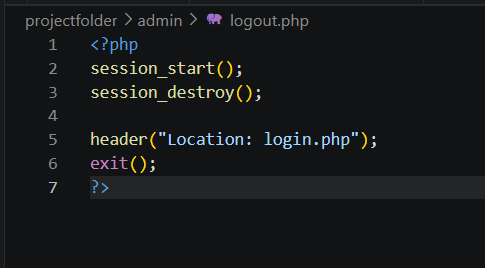 projectfolder > admin > logout.php
1 <?php
2 session_start();
3 session_destroy();
4
5 header("Location: login.php");
6 exit();
7 ?>